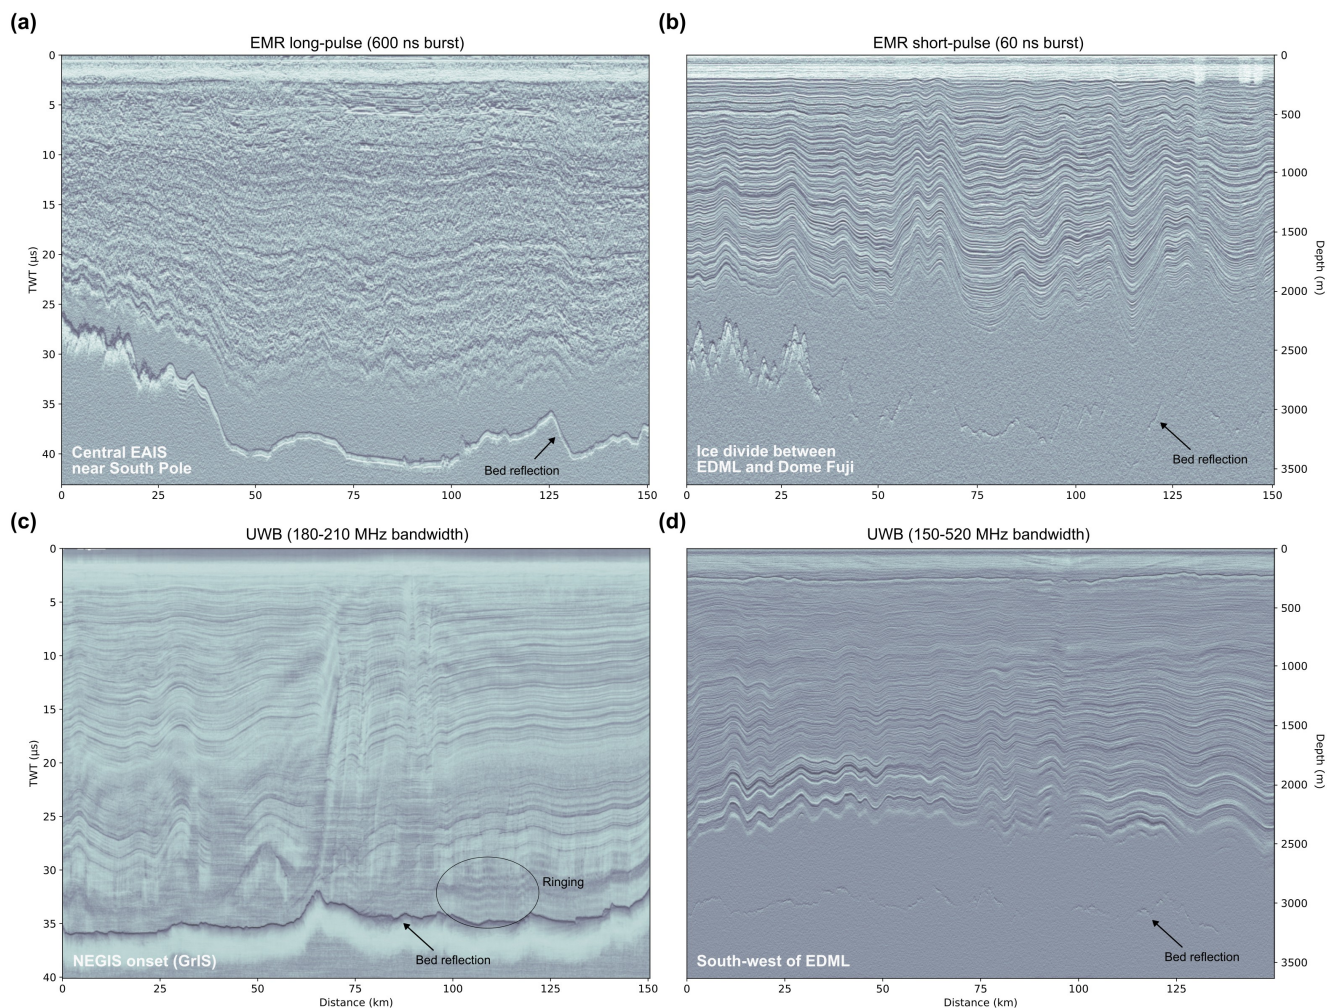 (a)
EMR long-pulse (600 ns burst)
0
5
10
15
20
25
30
35
40
TWT (µs)
Central EAIS
near South Pole
Bed reflection
0
25
50
75
100
125
150
(b)
EMR short-pulse (60 ns burst)
0
500
1000
1500
2000
2500
3000
3500
Depth (m)
Ice divide between
EDML and Dome Fuji
Bed reflection
0
25
50
75
100
125
150
(c)
UWB (180-210 MHz bandwidth)
0
5
10
15
20
25
30
35
40
TWT (µs)
Ringing
Bed reflection
NEGIS onset (GrIS)
0
25
50
75
100
125
150
Distance (km)
(d)
UWB (150-520 MHz bandwidth)
0
500
1000
1500
2000
2500
3000
3500
Depth (m)
Bed reflection
South-west of EDML
0
25
50
75
100
125
Distance (km)